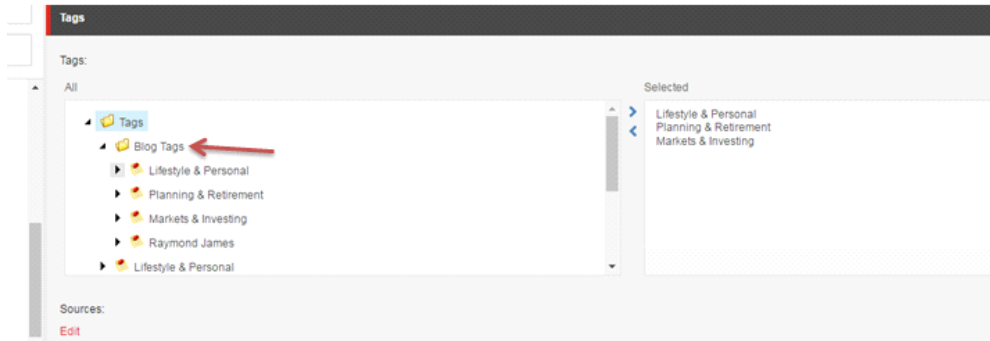 Tags
Tags:
All
Selected
Tags
Blog Tags
Lifestyle & Personal
Planning & Retirement
Markets & Investing
Raymond James
Lifestyle & Personal
Lifestyle & Personal
Planning & Retirement
Markets & Investing
Sources:
Edit